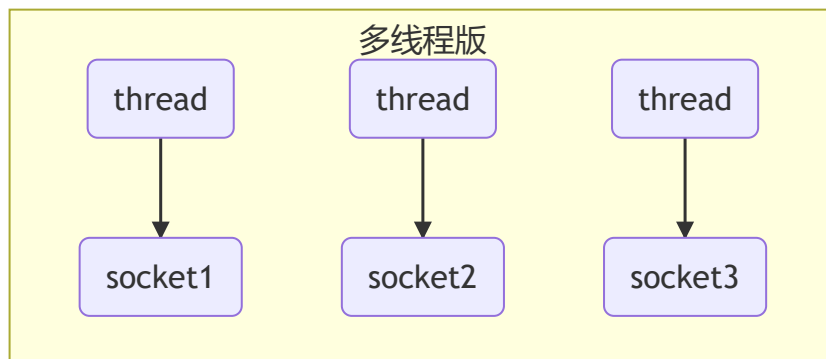 多线程版
thread
thread
thread
socket1
socket2
socket3